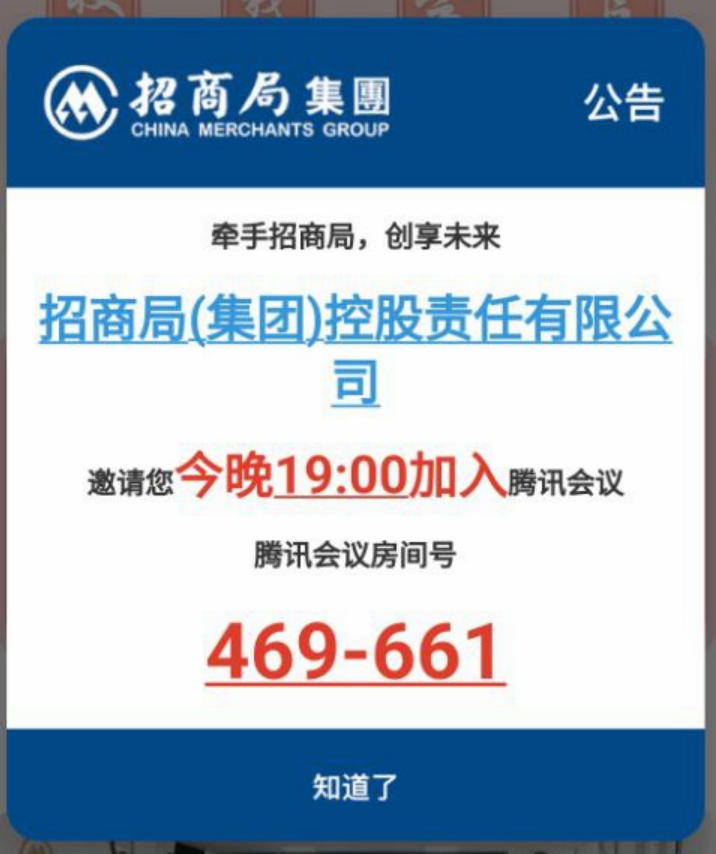 招商局集團
CHINA MERCHANTS GROUP
公告
牵手招商局，创享未来
招商局(集团)控股责任有限公
司
邀请您今晚19:00加入腾讯会议
腾讯会议房间号
469-661
知道了